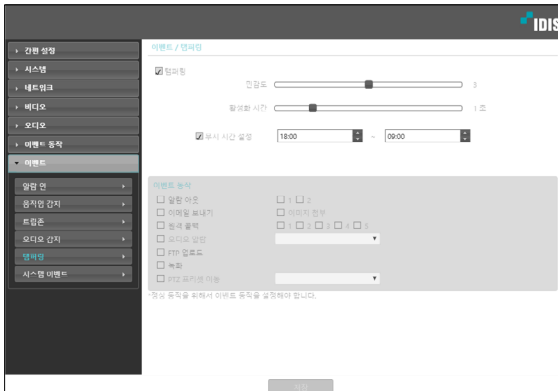 IDIS
간편 설정
시스템
네트워크
비디오
오디오
이벤트 동작
이벤트
알람 인
움직임 감지
트립존
오디오 감지
탬퍼링
시스템 이벤트
이벤트 / 탬퍼링
탬퍼링
민감도 3
활성화 시간 1 초
무시 시간 설정 18:00 ~ 09:00
이벤트 동작
알람 아웃 1 2
이메일 보내기 이미지 첨부
원격 콜백 1 2 3 4 5
오디오 알람
FTP 업로드
녹화
PTZ 프리셋 이동
*정상 동작을 위해서 이벤트 동작을 설정해야 합니다.
저장